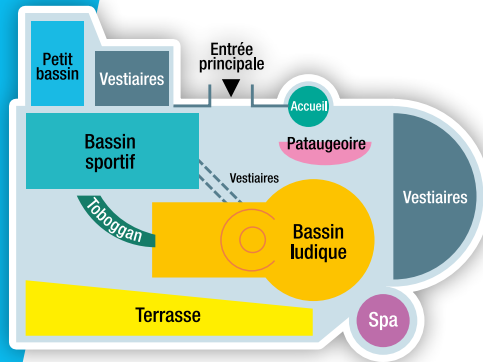 Entrée
principale
Petit
bassin
Vestiaires
Accueil
Bassin
sportif
Pataugeoire
Vestiaires
Vestiaires
Toboggan
Bassin
ludique
Terrasse
Spa